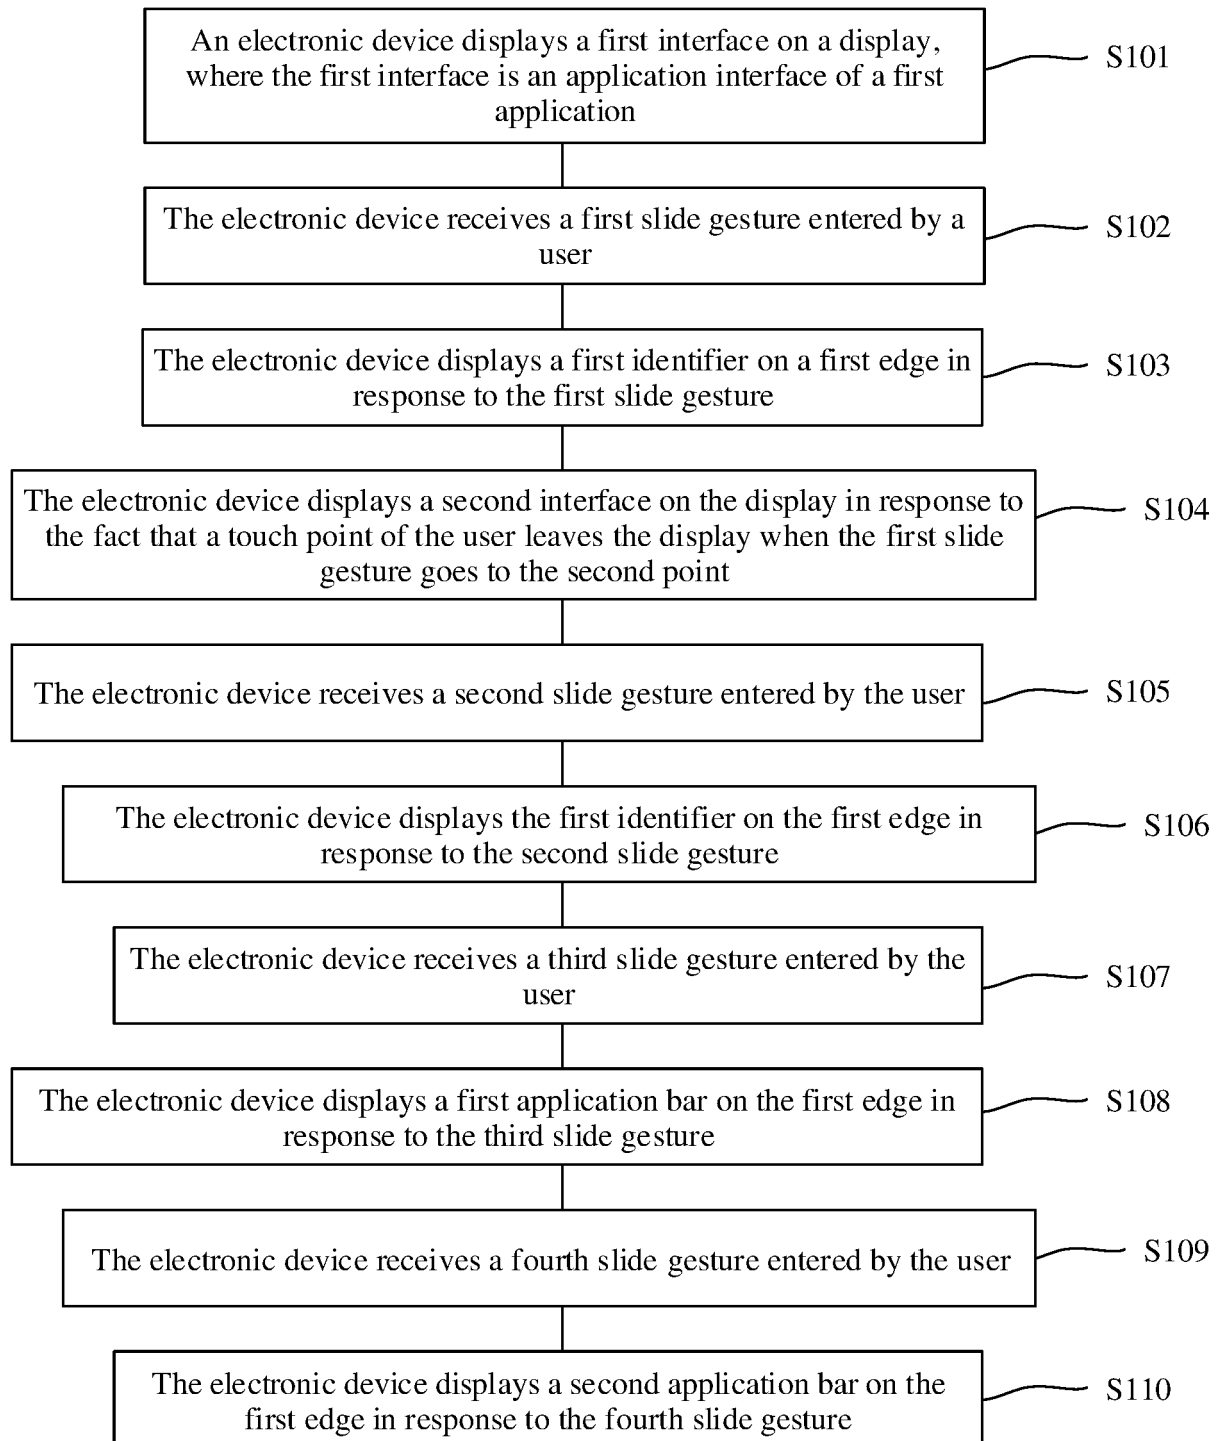 An electronic device displays a first interface on a display,
where the first interface is an application interface of a first
application
S101
The electronic device receives a first slide gesture entered by a
user
S102
The electronic device displays a first identifier on a first edge in
response to the first slide gesture
S103
The electronic device displays a second interface on the display in response to
the fact that a touch point of the user leaves the display when the first slide
gesture goes to the second point
S104
The electronic device receives a second slide gesture entered by the user
S105
The electronic device displays the first identifier on the first edge in
response to the second slide gesture
S106
The electronic device receives a third slide gesture entered by the
user
S107
The electronic device displays a first application bar on the first edge in
response to the third slide gesture
S108
The electronic device receives a fourth slide gesture entered by the user
S109
The electronic device displays a second application bar on the
first edge in response to the fourth slide gesture
S110